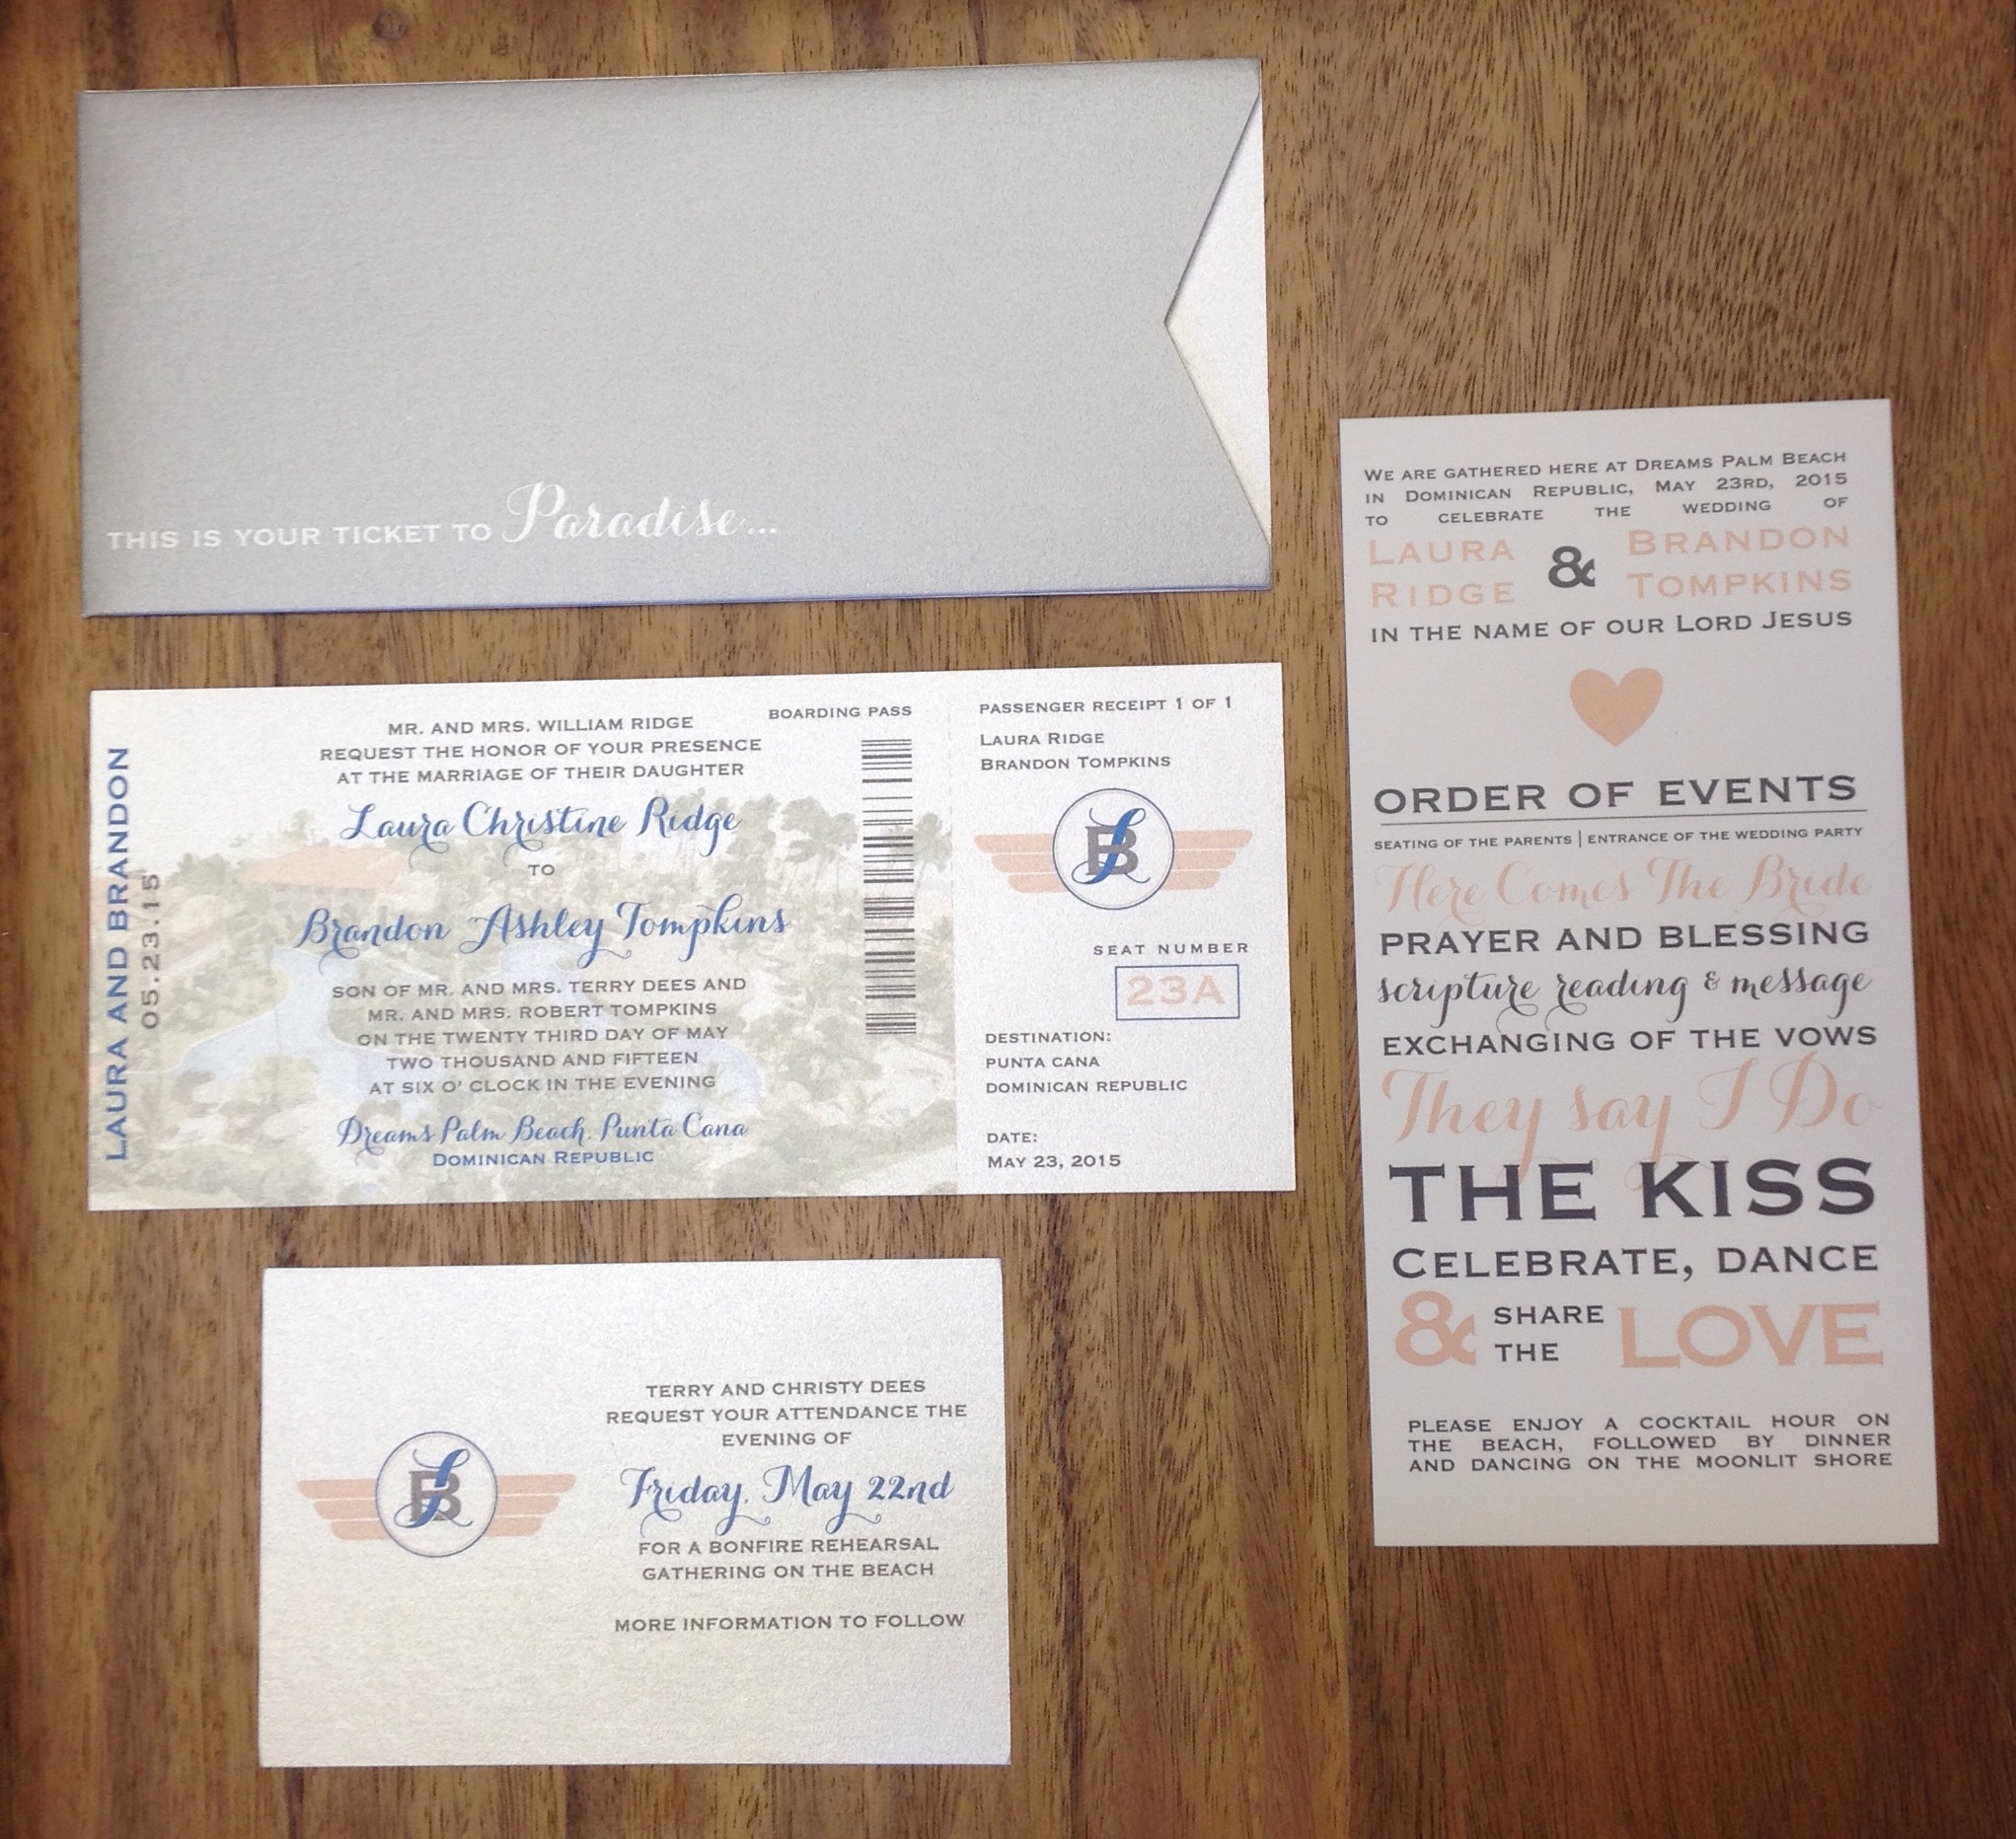 THIS IS YOUR TICKET TO Paradise...
LAURA AND BRANDON
05.23.15
MR. AND MRS. WILLIAM RIDGE
REQUEST THE HONOR OF YOUR PRESENCE
AT THE MARRIAGE OF THEIR DAUGHTER
Laura Christine Ridge
TO
Brandon Ashley Tompkins
SON OF MR. AND MRS. TERRY DEES AND
MR. AND MRS. ROBERT TOMPKINS
ON THE TWENTY THIRD DAY OF MAY
TWO THOUSAND AND FIFTEEN
AT SIX O' CLOCK IN THE EVENING
Dreams Palm Beach, Punta Cana
DOMINICAN REPUBLIC
BOARDING PASS
PASSENGER RECEIPT 1 OF 1
LAURA RIDGE
BRANDON TOMPKINS
B L
SEAT NUMBER
23A
DESTINATION:
PUNTA CANA
DOMINICAN REPUBLIC
DATE:
MAY 23, 2015
B L
TERRY AND CHRISTY DEES
REQUEST YOUR ATTENDANCE THE
EVENING OF
Friday, May 22nd
FOR A BONFIRE REHEARSAL
GATHERING ON THE BEACH
MORE INFORMATION TO FOLLOW
WE ARE GATHERED HERE AT DREAMS PALM BEACH
IN DOMINICAN REPUBLIC, MAY 23RD, 2015
TO CELEBRATE THE WEDDING OF
LAURA RIDGE & BRANDON TOMPKINS
IN THE NAME OF OUR LORD JESUS
ORDER OF EVENTS
SEATING OF THE PARENTS | ENTRANCE OF THE WEDDING PARTY
Here Comes The Bride
PRAYER AND BLESSING
scripture reading & message
EXCHANGING OF THE VOWS
They say I Do
THE KISS
CELEBRATE, DANCE
& SHARE THE LOVE
PLEASE ENJOY A COCKTAIL HOUR ON
THE BEACH, FOLLOWED BY DINNER
AND DANCING ON THE MOONLIT SHORE